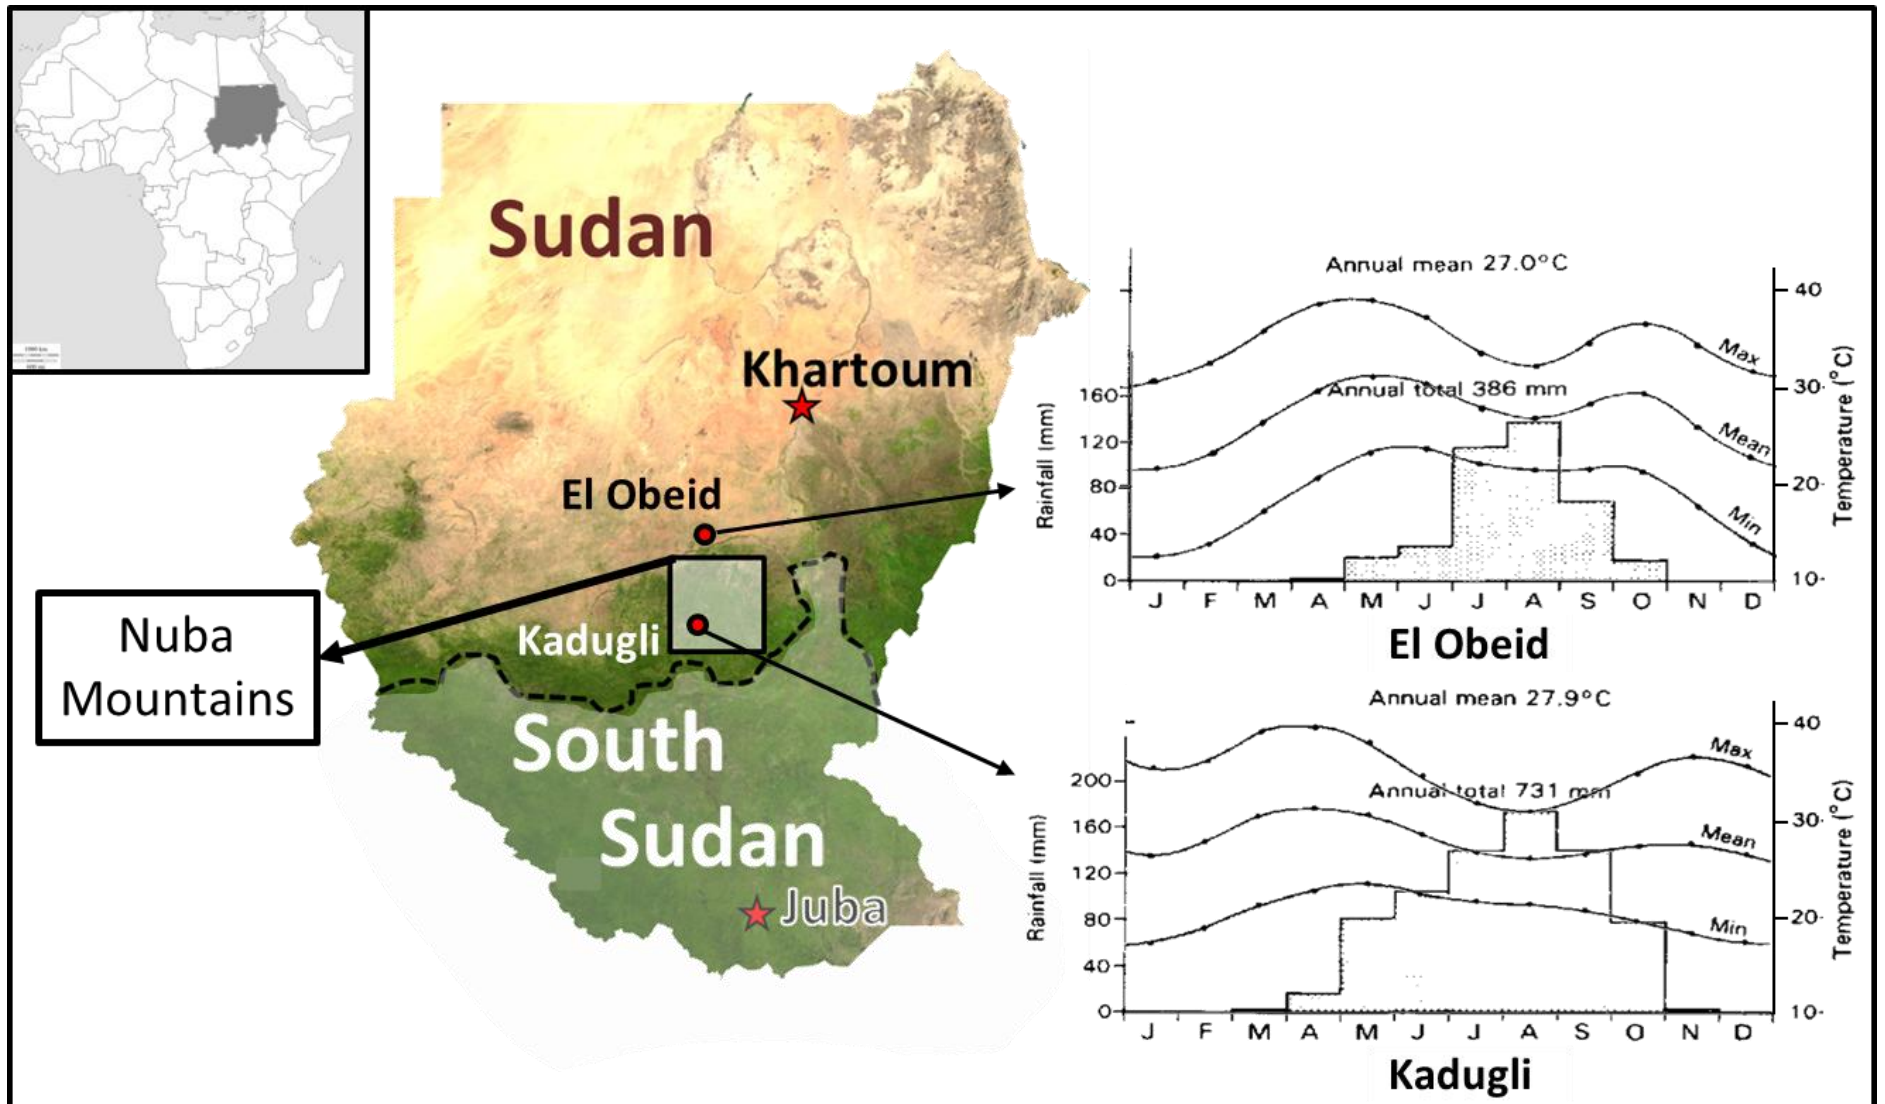 Sudan
Khartoum
El Obeid
Kadugli
Nuba
Mountains
South
Sudan
Juba
Annual mean 27.0°C
40
Max
Annual total 386 mm
30
160
Mean
120
80
20
Min
40
0
10
Rainfall (mm)
Temperature (°C)
J F M A M J J A S O N D
El Obeid
Annual mean 27.9°C
40
Max
200
Annual total 731 mm
30
160
Mean
120
80
20
Min
40
0
10
Rainfall (mm)
Temperature (°C)
J F M A M J J A S O N D
Kadugli